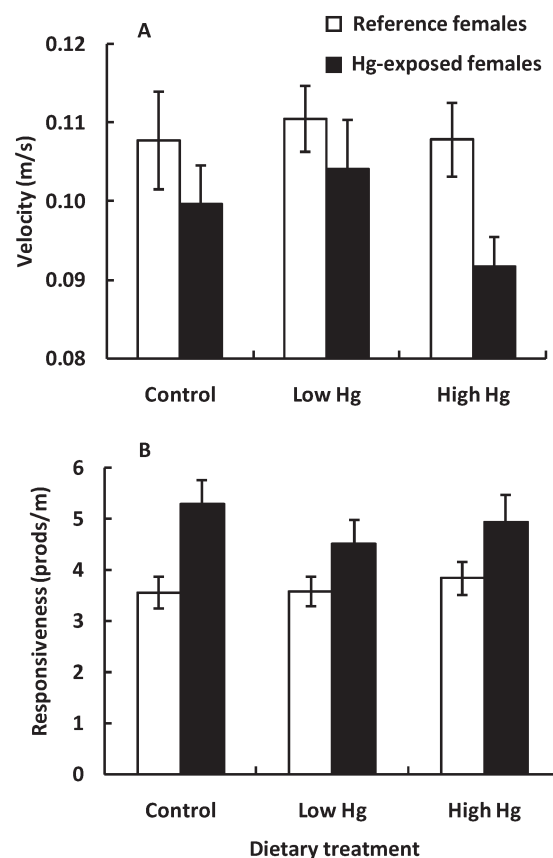 A
Reference females
Hg-exposed females
Velocity (m/s)
0.12
0.11
0.10
0.09
0.08
Control Low Hg High Hg
B
Responsiveness (prods/m)
6
5
4
3
2
1
0
Control Low Hg High Hg
Dietary treatment